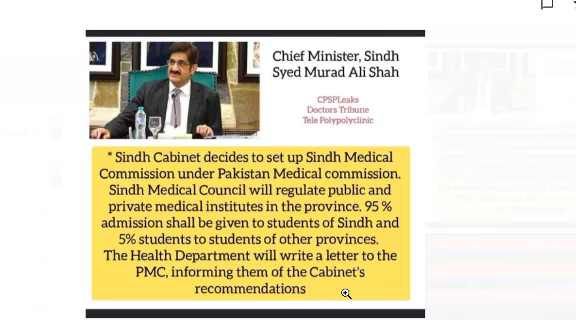 Chief Minister, Sindh
Syed Murad Ali Shah
CPSPLeaks
Doctors Tribune
Tele Polypolyclinic
* Sindh Cabinet decides to set up Sindh Medical
Commission under Pakistan Medical commission.
Sindh Medical Council will regulate public and
private medical institutes in the province. 95 %
admission shall be given to students of Sindh and
5% students to students of other provinces.
The Health Department will write a letter to the
PMC, informing them of the Cabinet's
recommendations